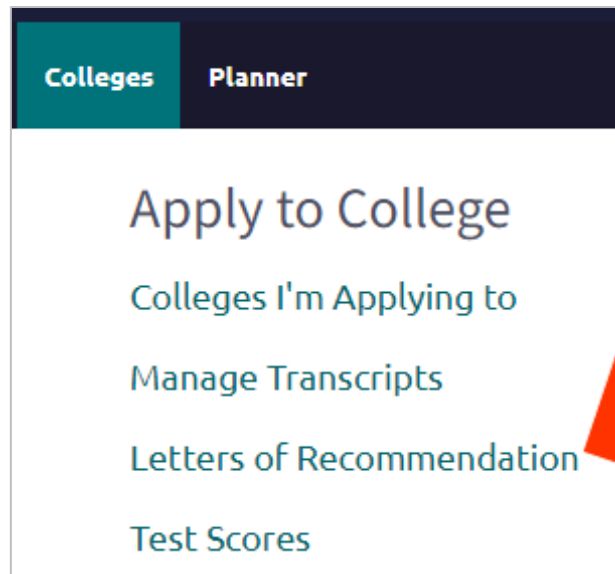 Colleges Planner
Apply to College
Colleges I'm Applying to
Manage Transcripts
Letters of Recommendation
Test Scores